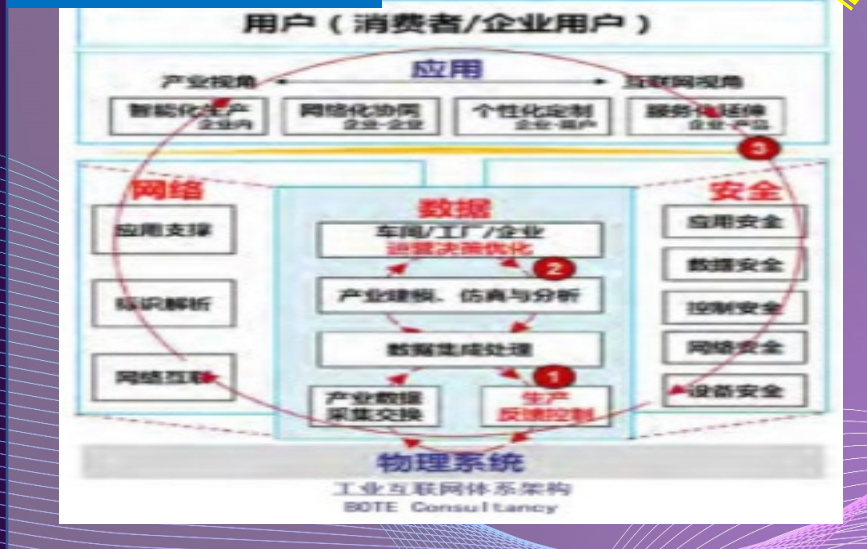 用户（消费者/企业用户）
应用
产业视角
互联网视角
智能化生产
企业内
网络化协同
企业-企业
个性化定制
企业-用户
服务化延伸
企业-产品
3
网络
应用支撑
标识解析
网络互联
数据
车间/工厂/企业
运营决策优化
2
产业建模、仿真与分析
数据集成处理
1
产业数据
采集交换
生产
反馈控制
安全
应用安全
数据安全
控制安全
网络安全
设备安全
物理系统
工业互联网体系架构
BOTE Consultancy